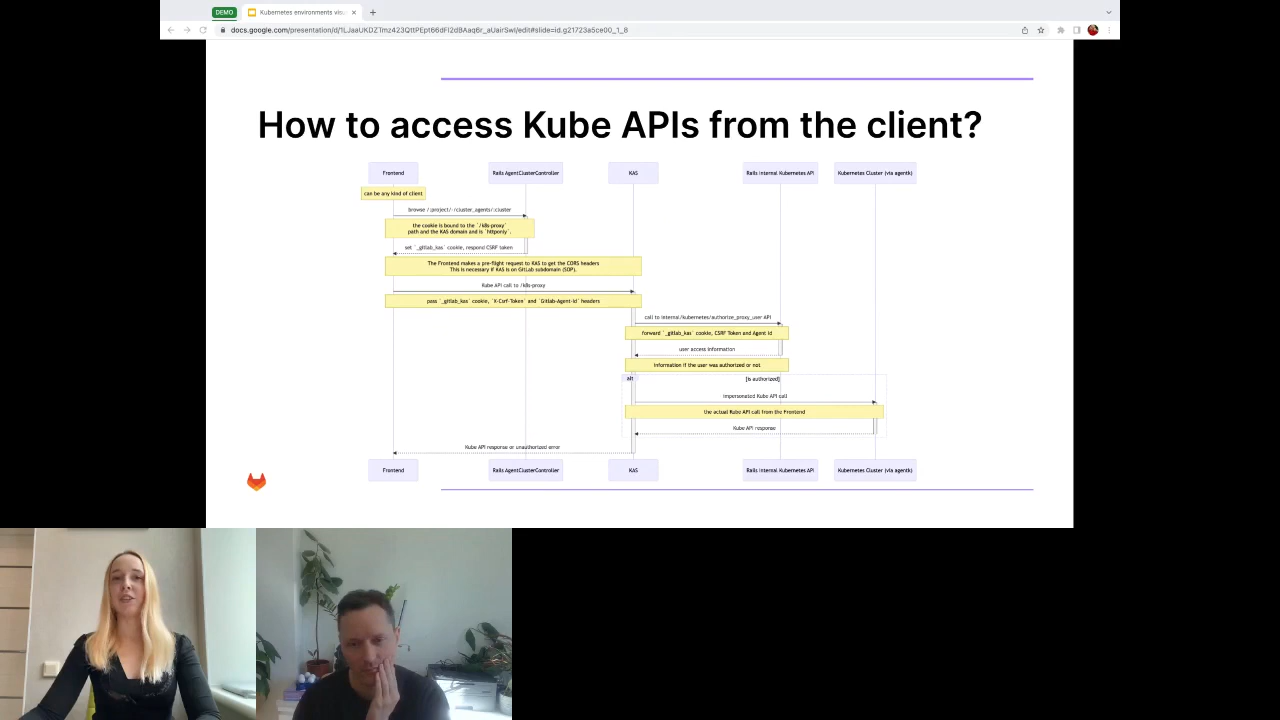 DEMO
Kubernetes environments visu
docs.google.com/presentation/d/1LJaaUKDZTmz423QttPEpt66dFl2dBAaq6r_aUairSwI/edit#slide=id.g21723a5ce00_1_8
How to access Kube APIs from the client?
Frontend
Rails AgentClusterController
KAS
Rails Internal Kubernetes API
Kubernetes Cluster (via agentk)
can be any kind of client
browse /:project/-/cluster_agents/:cluster
the cookie is bound to the `/k8s-proxy`
path and the KAS domain and is `httponly`.
set `_gitlab_kas` cookie, respond CSRF token
The Frontend makes a pre-flight request to KAS to get the CORS headers
This is necessary if KAS is on GitLab subdomain (SOP).
Kube API call to /k8s-proxy
pass `_gitlab_kas` cookie, `X-Csrf-Token` and `Gitlab-Agent-Id` headers
call to internal/kubernetes/authorize_proxy_user API
forward `_gitlab_kas` cookie, CSRF Token and Agent id
user access information
information if the user was authorized or not
alt
[is authorized]
impersonated Kube API call
the actual Kube API call from the Frontend
Kube API response
Kube API response or unauthorized error
Frontend
Rails AgentClusterController
KAS
Rails Internal Kubernetes API
Kubernetes Cluster (via agentk)